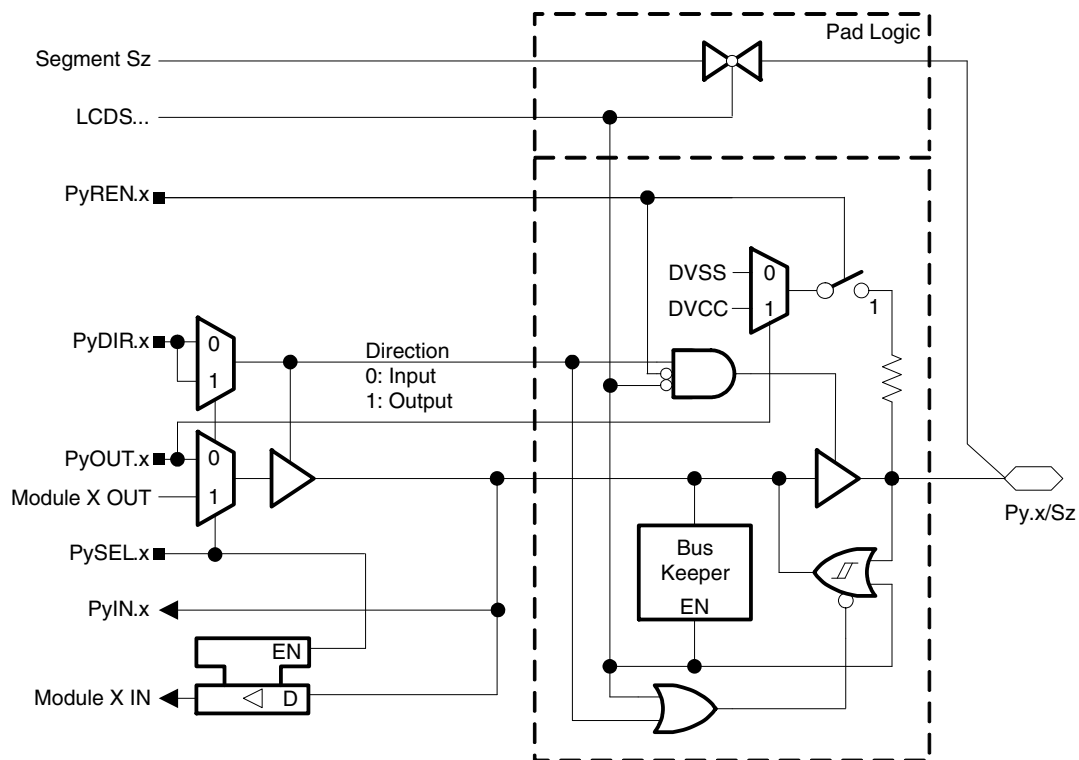 Pad Logic
Segment Sz
LCDS...
PyREN.x
DVSS
0
DVCC
1
1
PyDIR.x
0
1
Direction
0: Input
1: Output
PyOUT.x
0
Module X OUT
1
Py.x/Sz
PySEL.x
Bus
Keeper
EN
PyIN.x
EN
Module X IN
D